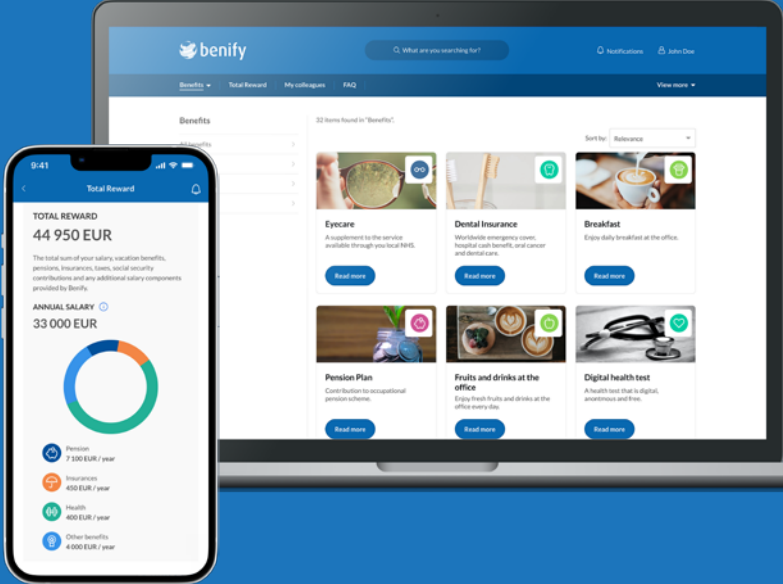 benify
What are you searching for?
Notifications
John Doe
Benefits
Total Reward
My colleagues
FAQ
View more
Benefits
32 items found in "Benefits".
All benefits
Sort by:
Relevance
Eyecare
A supplement to the service
available through you local NHS.
Read more
Dental Insurance
Worldwide emergency cover,
hospital cash benefit, oral cancer
and dental care.
Read more
Breakfast
Enjoy daily breakfast at the office.
Read more
Pension Plan
Contribution to occupational
pension scheme.
Read more
Fruits and drinks at the
office
Enjoy fresh fruits and drinks at the
office every day.
Read more
Digital health test
A health test that is digital,
anontmous and free.
Read more
9:41
Total Reward
TOTAL REWARD
44 950 EUR
The total sum of your salary, vacation benefits,
pensions, insurances, taxes, social security
contributions and any additional salary components
provided by Benify.
ANNUAL SALARY
33 000 EUR
Pension
7 100 EUR / year
Insurances
450 EUR / year
Health
400 EUR / year
Other benefits
4 000 EUR / year